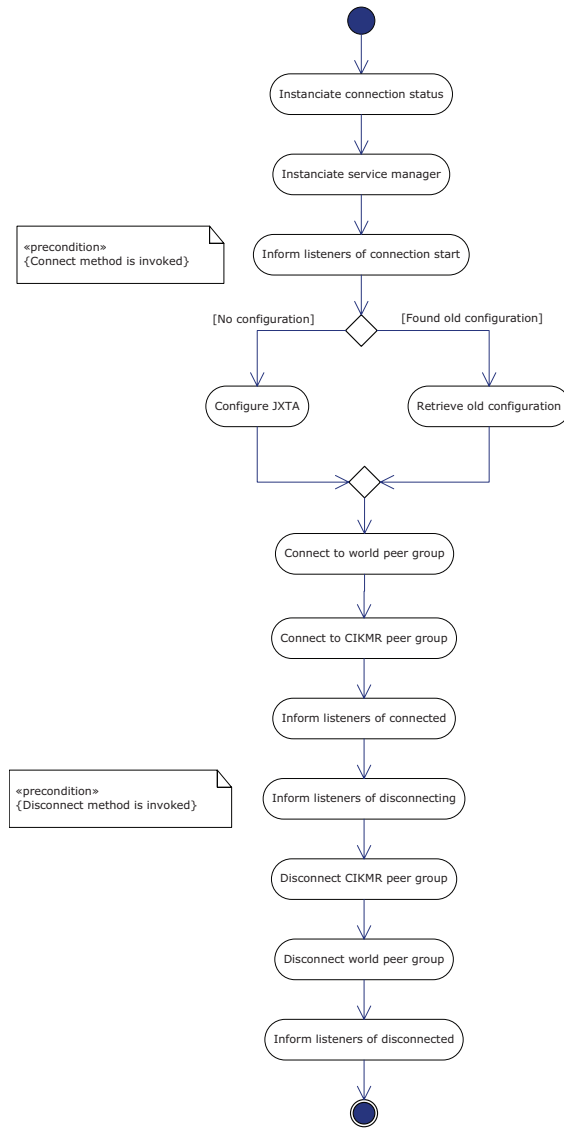 Instanciate connection status
Instanciate service manager
«precondition»
{Connect method is invoked}
Inform listeners of connection start
[No configuration]
[Found old configuration]
Configure JXTA
Retrieve old configuration
Connect to world peer group
Connect to CIKMR peer group
Inform listeners of connected
«precondition»
{Disconnect method is invoked}
Inform listeners of disconnecting
Disconnect CIKMR peer group
Disconnect world peer group
Inform listeners of disconnected